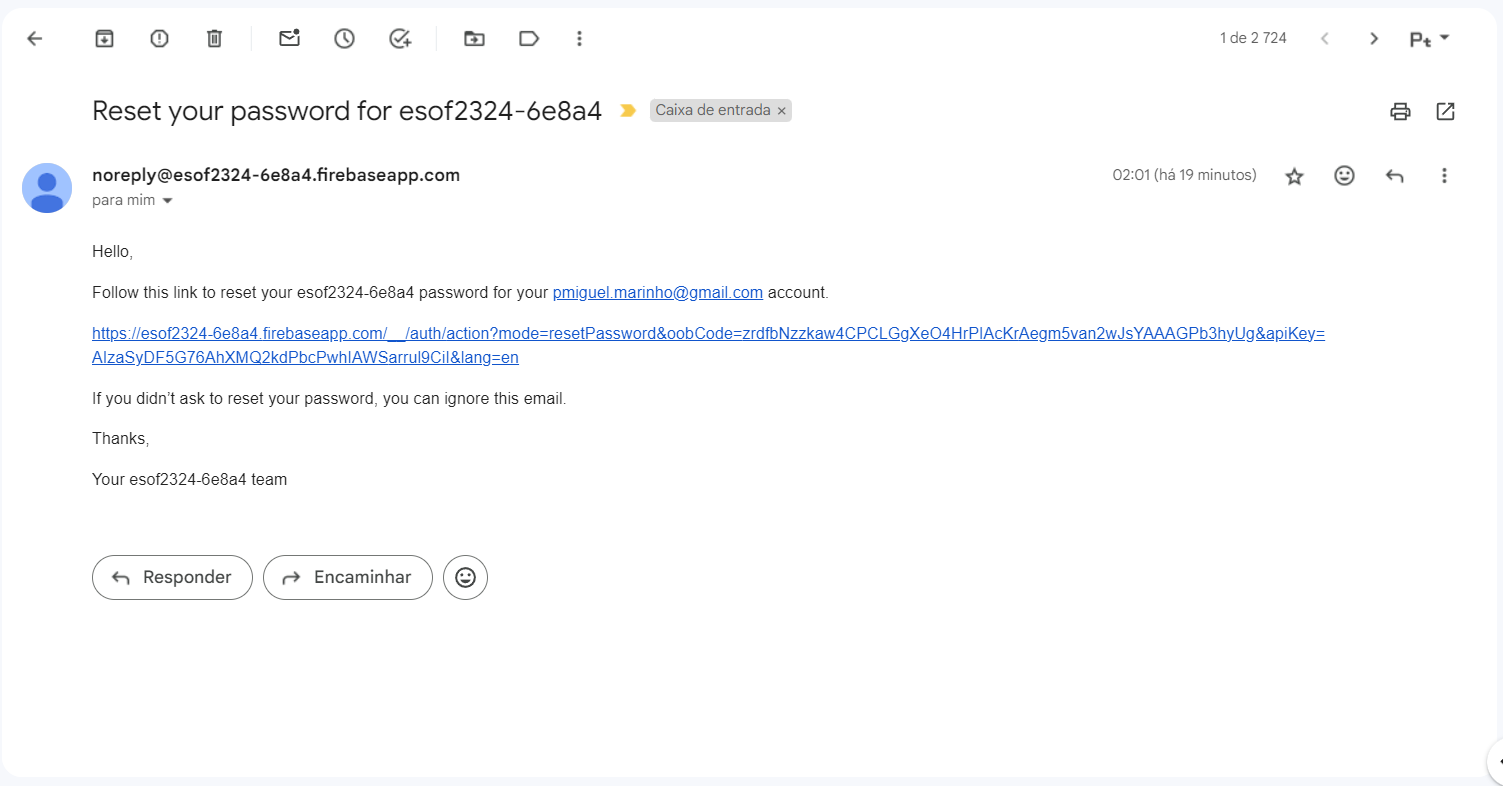 1 de 2 724
Pt
Reset your password for esof2324-6e8a4
Caixa de entrada ×
noreply@esof2324-6e8a4.firebaseapp.com
02:01 (há 19 minutos)
para mim
Hello,
Follow this link to reset your esof2324-6e8a4 password for your pmiguel.marinho@gmail.com account.
https://esof2324-6e8a4.firebaseapp.com/__/auth/action?mode=resetPassword&oobCode=zrdfbNzzkaw4CPCLGgXeO4HrPIAcKrAegm5van2wJsYAAAGPb3hyUg&apiKey=
AIzaSyDF5G76AhXMQ2kdPbcPwhIAWSarrul9CiI&lang=en
If you didn’t ask to reset your password, you can ignore this email.
Thanks,
Your esof2324-6e8a4 team
Responder
Encaminhar